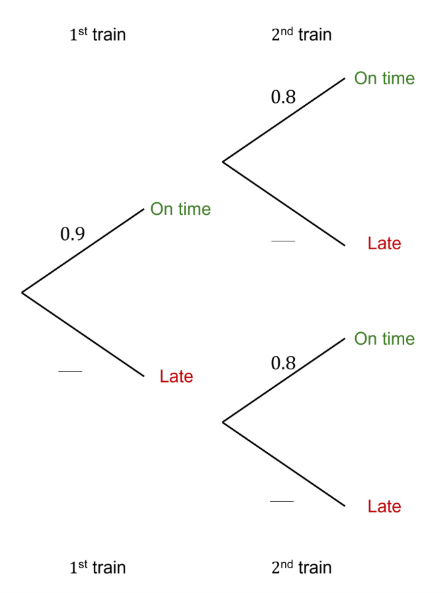 1st train 2nd train
On time
0.8
On time
0.9
Late
On time
0.8
Late
Late
1st train 2nd train